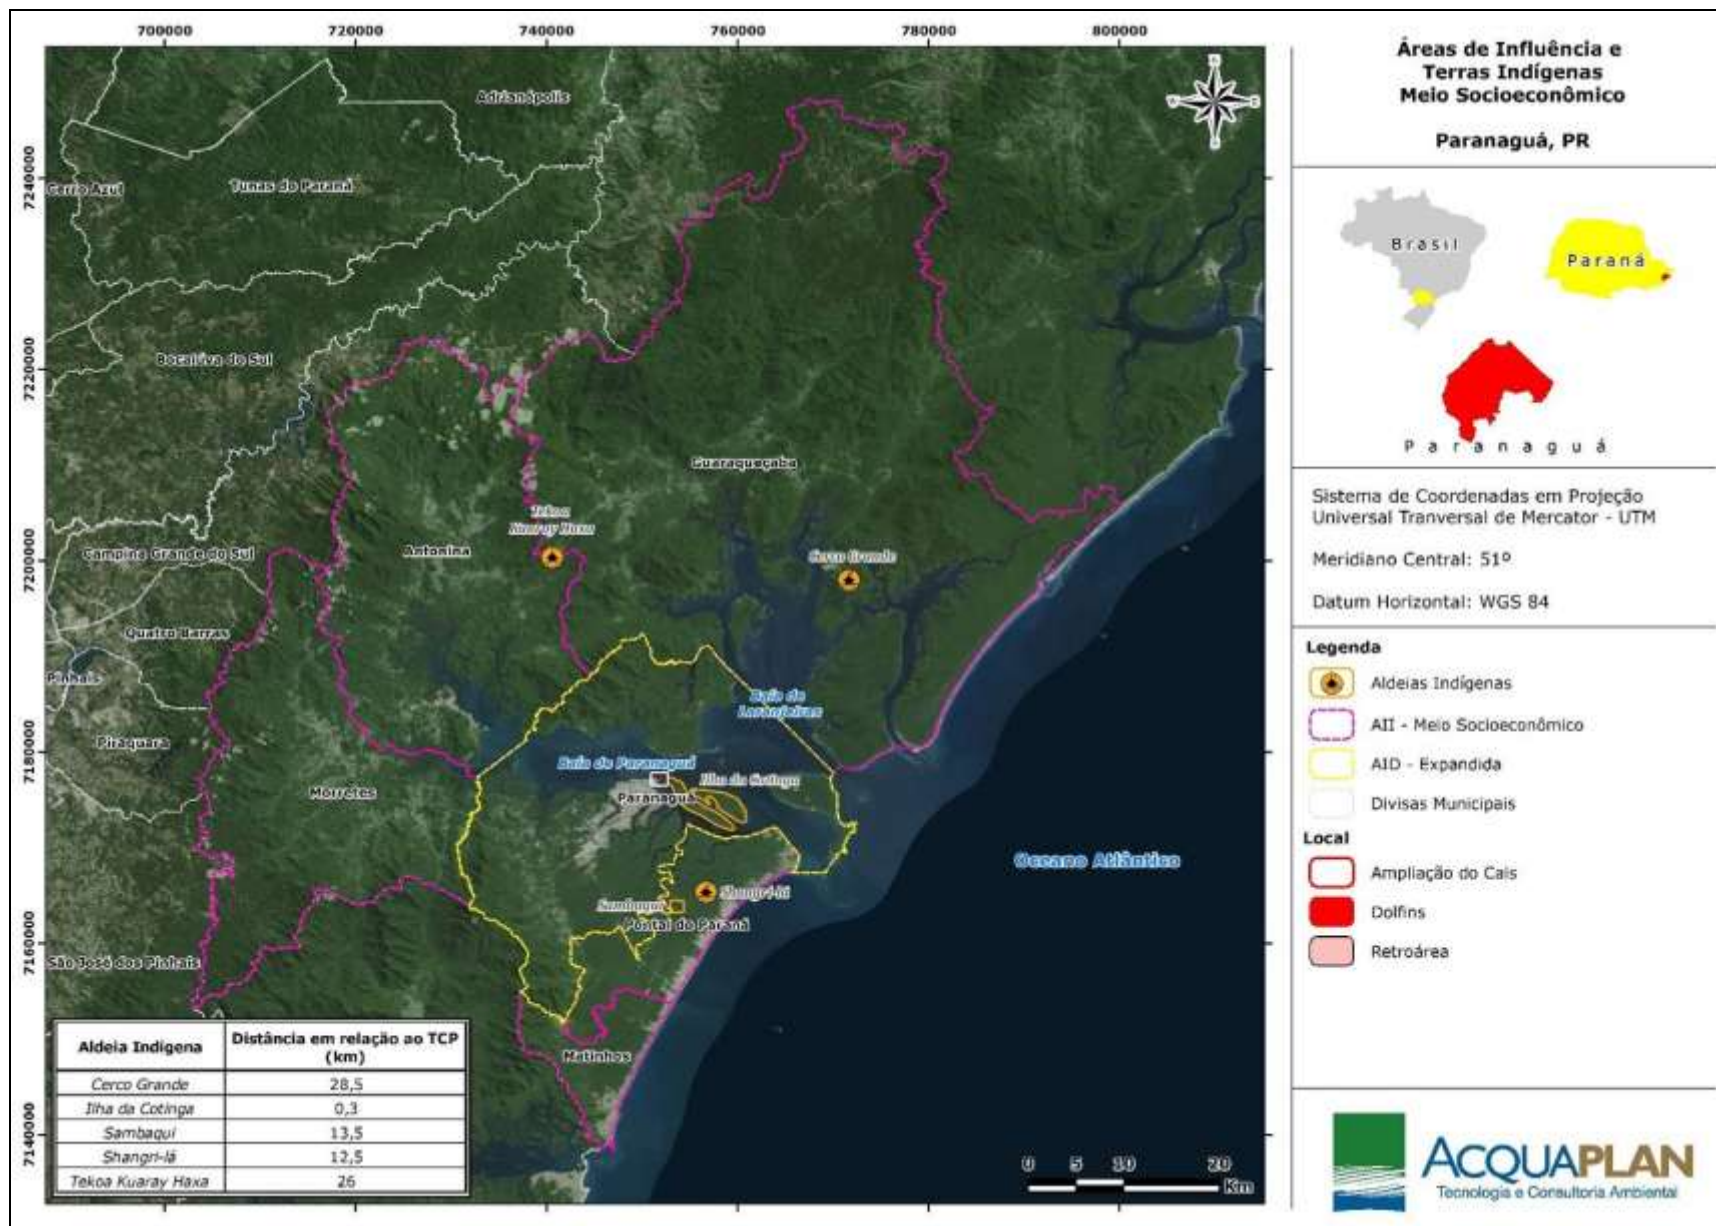 700000 720000 740000 760000 780000 800000
7240000
7220000
7200000
7180000
7160000
7140000
Adrianópolis
Cerro Azul
Tunas do Paraná
Bocaiúva do Sul
Guaraqueçaba
Tekoa
Kuaray Haxa
Campina Grande do Sul
Antonina
Cerco Grande
Quatro Barras
Pinhais
Baía de
Laranjeiras
Piraquara
Baía de Paranaguá
Ilha da Cotinga
Morretes
Paranaguá
Oceano Atlântico
Shangri-lá
Sambaqui
Pontal do Paraná
São José dos Pinhais
Matinhos
Aldeia Indígena Distância em relação ao TCP
(km)
Cerco Grande 28,5
Ilha da Cotinga 0,3
Sambaqui 13,5
Shangri-lá 12,5
Tekoa Kuaray Haxa 26
0 5 10 20
Km
Áreas de Influência e
Terras Indígenas
Meio Socioeconômico
Paranaguá, PR
Brasil
Paraná
Paranaguá
Sistema de Coordenadas em Projeção
Universal Tranversal de Mercator - UTM
Meridiano Central: 51º
Datum Horizontal: WGS 84
Legenda
Aldeias Indígenas
AII - Meio Socioeconômico
AID - Expandida
Divisas Municipais
Local
Ampliação do Cais
Dolfins
Retroárea
ACQUAPLAN
Tecnologia e Consultoria Ambiental